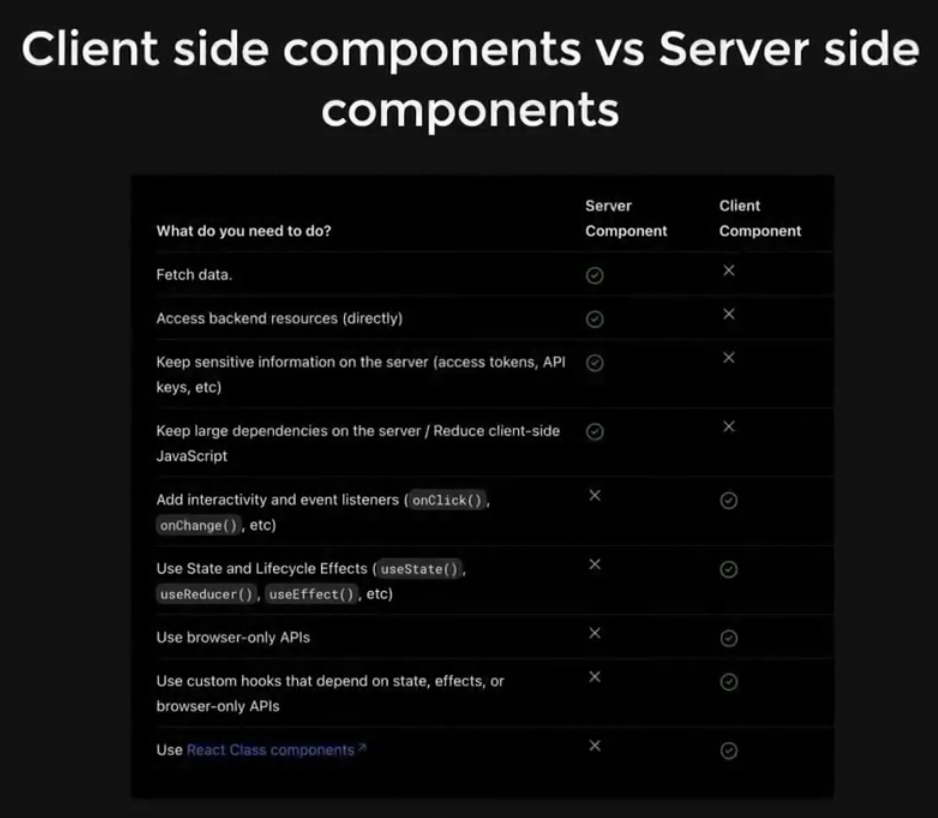 Client side components vs Server side
components
Server
Component
Client
Component
What do you need to do?
Fetch data.
Access backend resources (directly)
Keep sensitive information on the server (access tokens, API
keys, etc)
Keep large dependencies on the server / Reduce client-side
JavaScript
Add interactivity and event listeners ( onClick() ,
onChange() , etc)
Use State and Lifecycle Effects ( useState() ,
useReducer() , useEffect() , etc)
Use browser-only APIs
Use custom hooks that depend on state, effects, or
browser-only APIs
Use React Class components